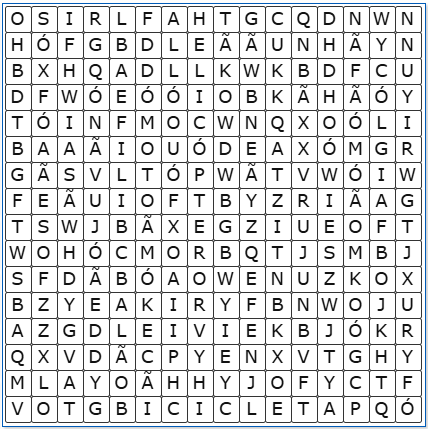 O S I R L F A H T G C Q D N W N
H Ó F G B D L E Ã Ã U N H Ã Y N
B X H Q A D L L K W K B D F C U
D F W Ó E Ó Ó I O B K Ã H Ã Ó Y
T Ó I N F M O C W N Q X O Ó L I
B A A Ã I O U Ó D E A X Ó M G R
G Ã S V L T Ó P W Ã T V W Ó I W
F E Ã U I O F T B Y Z R I Ã A G
T S W J B Ã X E G Z I U E O F T
W O H Ó C M O R B Q T J S M B J
S F D Ã B Ó A O W E N U Z K O X
B Z Y E A K I R Y F B N W O J U
A Z G D L E I V I E K B J Ó K R
Q X V D Ã C P Y E N X V T G H Y
M L A Y O Ã H H Y J O F Y C T F
V O T G B I C I C L E T A P Q Ó